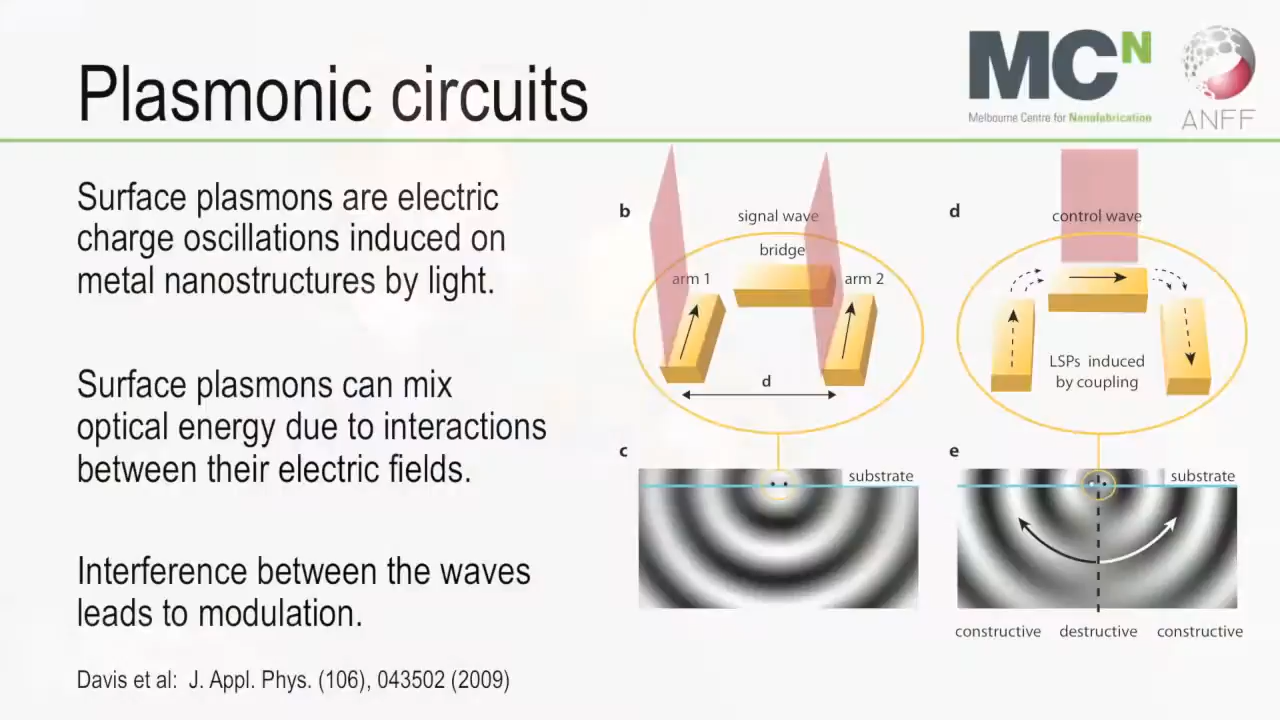 Plasmonic circuits
MCN
Melbourne Centre for Nanofabrication
ANFF
Surface plasmons are electric
charge oscillations induced on
metal nanostructures by light.
Surface plasmons can mix
optical energy due to interactions
between their electric fields.
Interference between the waves
leads to modulation.
Davis et al: J. Appl. Phys. (106), 043502 (2009)
b
signal wave
bridge
arm 1
arm 2
d
d
control wave
LSPs induced
by coupling
c
substrate
e
substrate
constructive destructive constructive